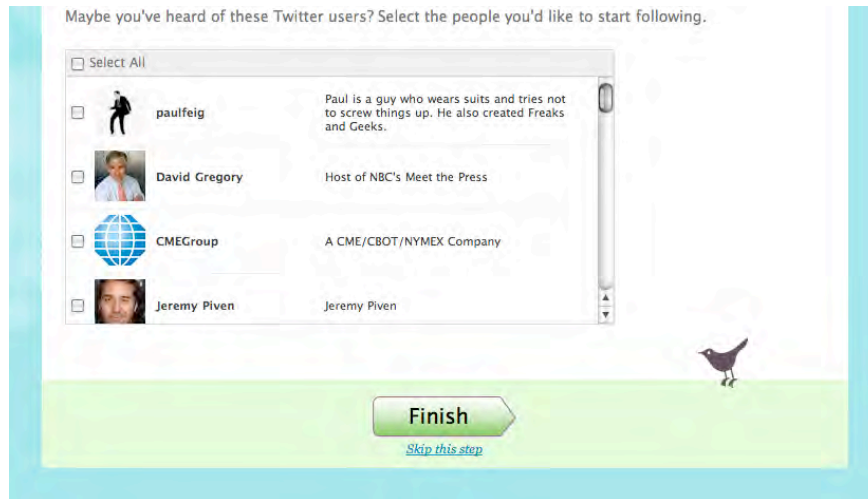 Maybe you've heard of these Twitter users? Select the people you'd like to start following.
Select All
paulfeig
Paul is a guy who wears suits and tries not
to screw things up. He also created Freaks
and Geeks.
David Gregory
Host of NBC's Meet the Press
CMEGroup
A CME/CBOT/NYMEX Company
Jeremy Piven
Jeremy Piven
Finish
Skip this step